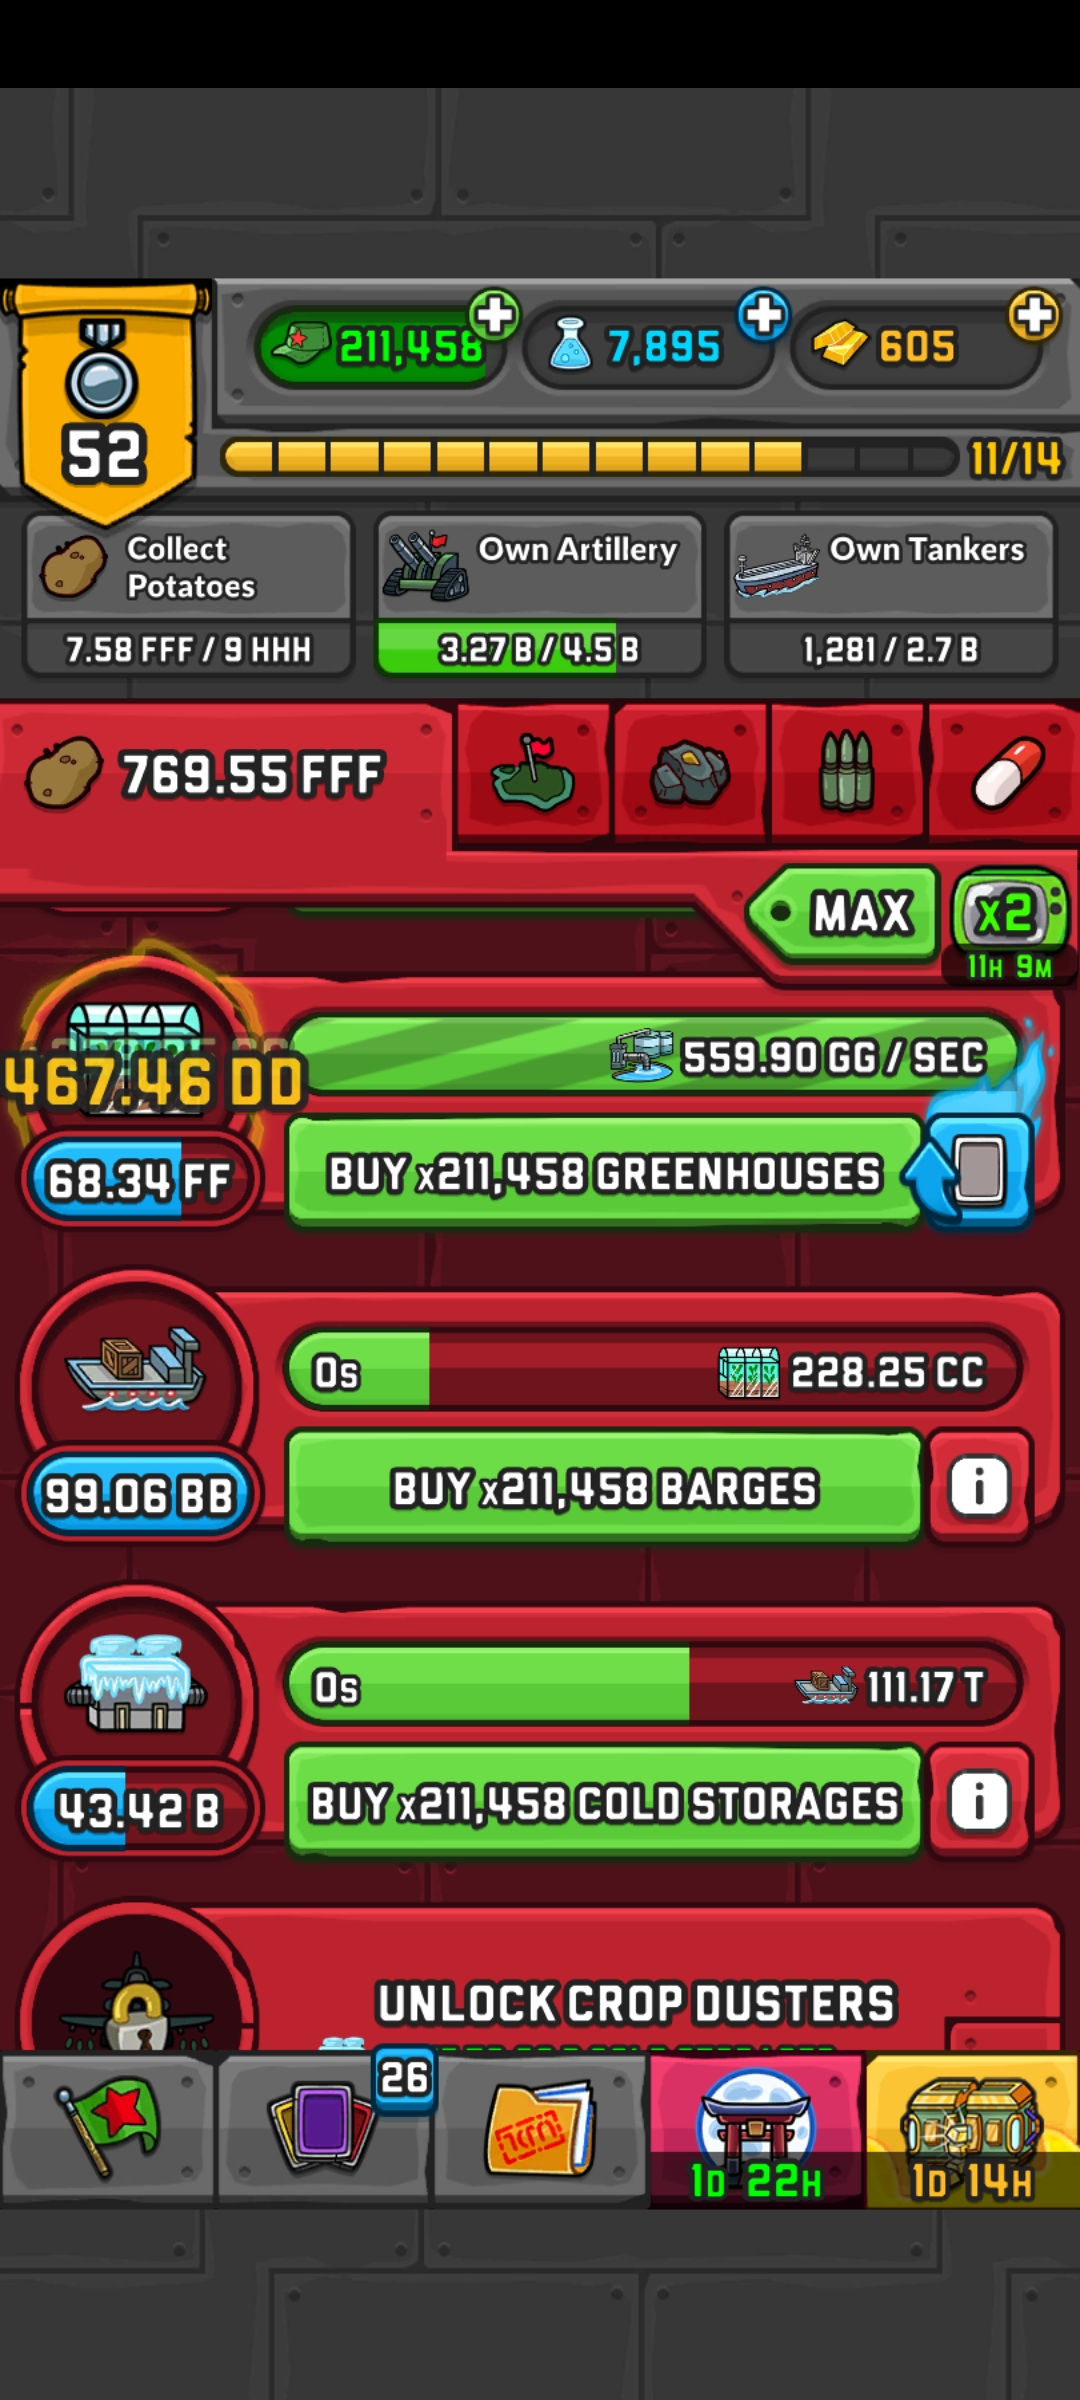 211,458
7,895
605
52
11/14
Collect
Potatoes
7.58 FFF / 9 HHH
Own Artillery
3.27 B / 4.5 B
Own Tankers
1,281 / 2.7 B
769.55 FFF
MAX
x2
11H 9M
467.46 DD
559.90 GG / SEC
68.34 FF
BUY x211,458 GREENHOUSES
0s
228.25 CC
99.06 BB
BUY x211,458 BARGES
i
0s
111.17 T
43.42 B
BUY x211,458 COLD STORAGES
i
UNLOCK CROP DUSTERS
26
1D 22H
1D 14H